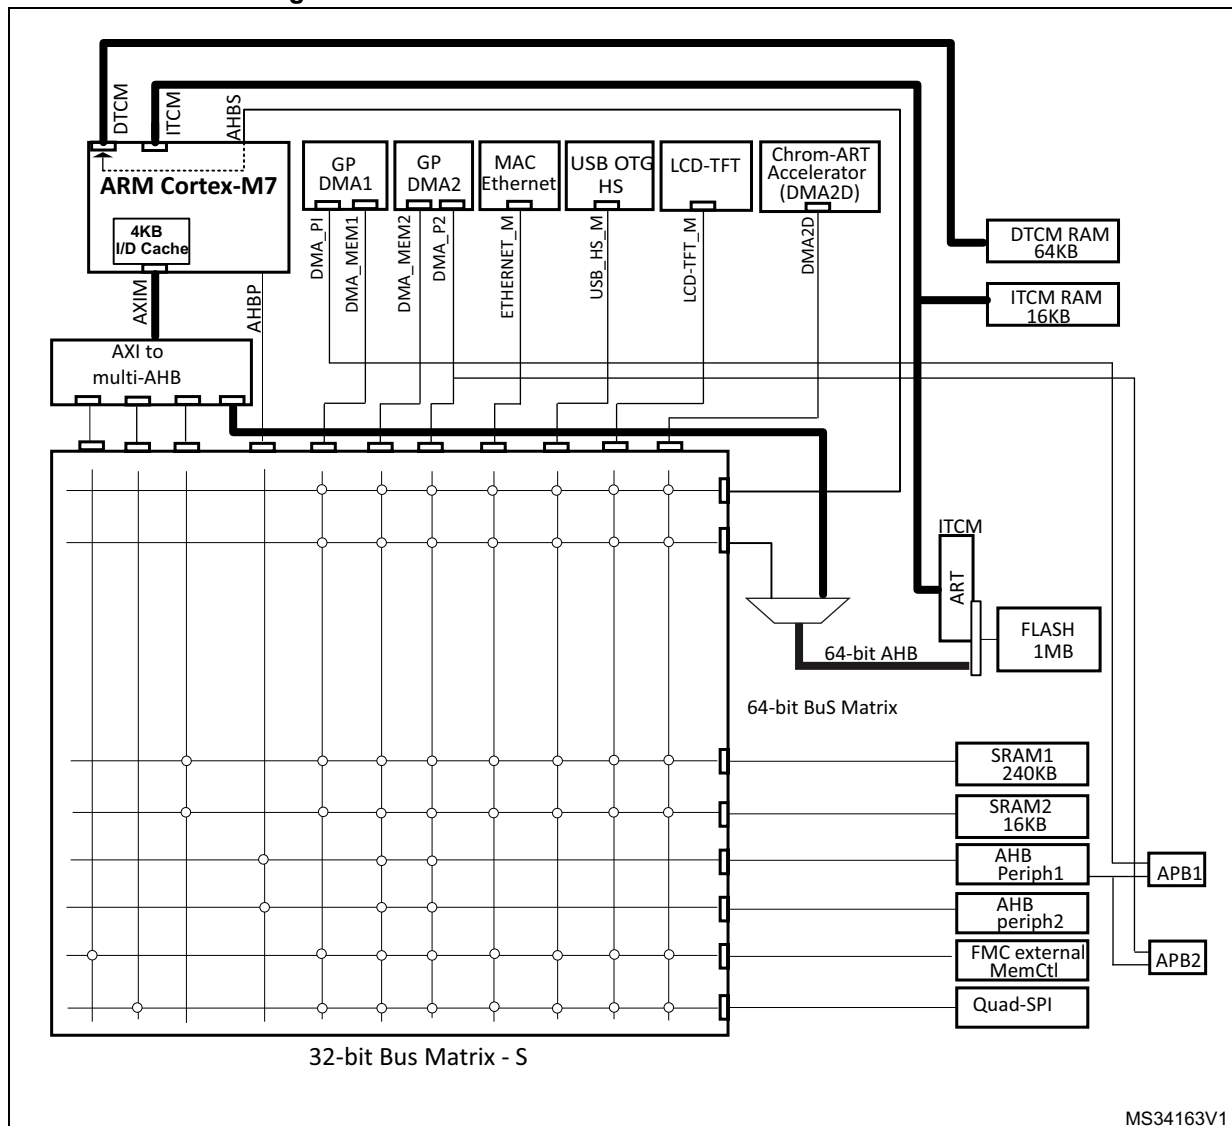 DTCM
ITCM
AHBS
ARM Cortex-M7
4KB
I/D Cache
AXIM
AHBP
GP
DMA1
GP
DMA2
MAC
Ethernet
USB OTG
HS
LCD-TFT
Chrom-ART
Accelerator
(DMA2D)
DMA_PI
DMA_MEM1
DMA_MEM2
DMA_P2
ETHERNET_M
USB_HS_M
LCD-TFT_M
DMA2D
DTCM RAM
64KB
ITCM RAM
16KB
AXI to
multi-AHB
ITCM
ART
FLASH
1MB
64-bit AHB
64-bit BuS Matrix
SRAM1
240KB
SRAM2
16KB
AHB
Periph1
APB1
AHB
periph2
FMC external
MemCtl
APB2
Quad-SPI
32-bit Bus Matrix - S
MS34163V1